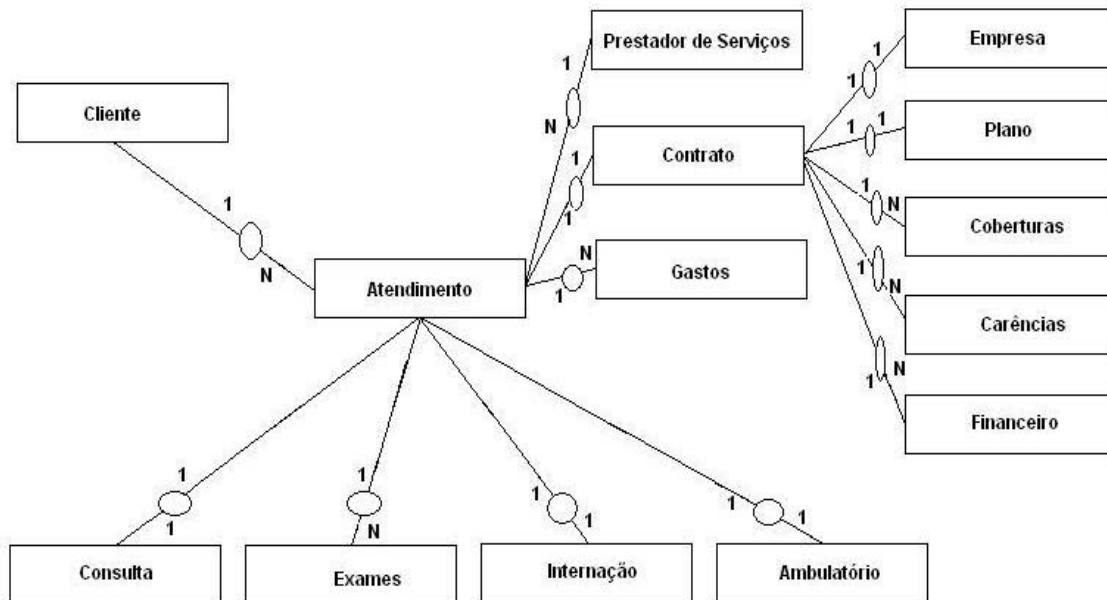 Prestador de Serviços
Empresa
1
1
1
Cliente
N
Plano
1
1
Contrato
1
1
1
N
Coberturas
1
N
Gastos
1
N
Atendimento
1
N
1
N
Carências
1
N
Financeiro
1
1
Consulta
1
N
Exames
1
1
Internação
1
1
Ambulatório